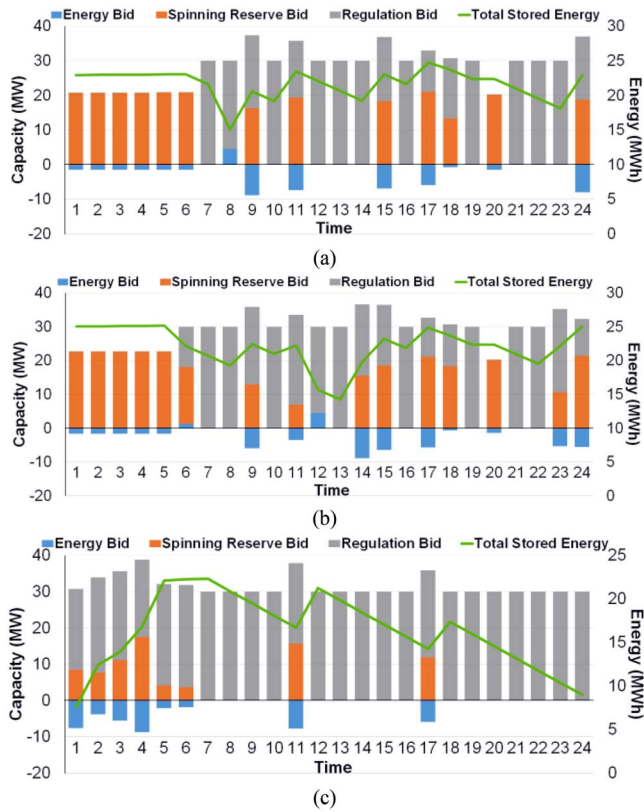 Energy Bid Spinning Reserve Bid Regulation Bid Total Stored Energy
40 30
30 25
20 20
10 15
0 10
-10 5
-20 0
Capacity (MW)
Energy (MWh)
1 2 3 4 5 6 7 8 9 10 11 12 13 14 15 16 17 18 19 20 21 22 23 24
Time
(a)
Energy Bid Spinning Reserve Bid Regulation Bid Total Stored Energy
40 30
30 25
20 20
10 15
0 10
-10 5
-20 0
Capacity (MW)
Energy (MWh)
1 2 3 4 5 6 7 8 9 10 11 12 13 14 15 16 17 18 19 20 21 22 23 24
Time
(b)
Energy Bid Spinning Reserve Bid Regulation Bid Total Stored Energy
40 25
30 20
20 15
10 10
0 5
-10 0
-20
Capacity (MW)
Energy (MWh)
1 2 3 4 5 6 7 8 9 10 11 12 13 14 15 16 17 18 19 20 21 22 23 24
Time
(c)